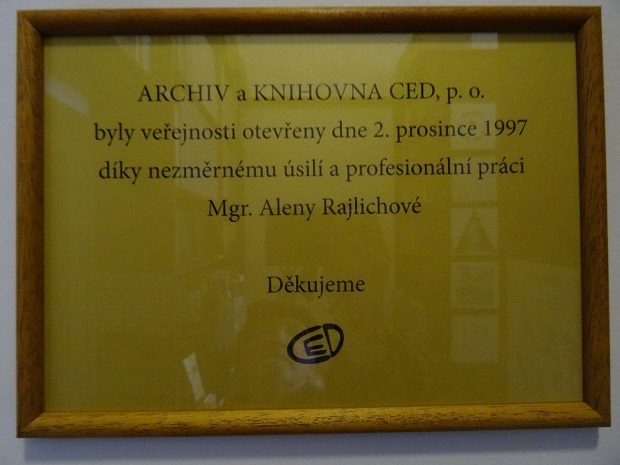 ARCHIV a KNIHOVNA CED, p. o.
byly veřejnosti otevřeny dne 2. prosince 1997
díky nezměrnému úsilí a profesionální práci
Mgr. Aleny Rajlichové
Děkujeme
CED